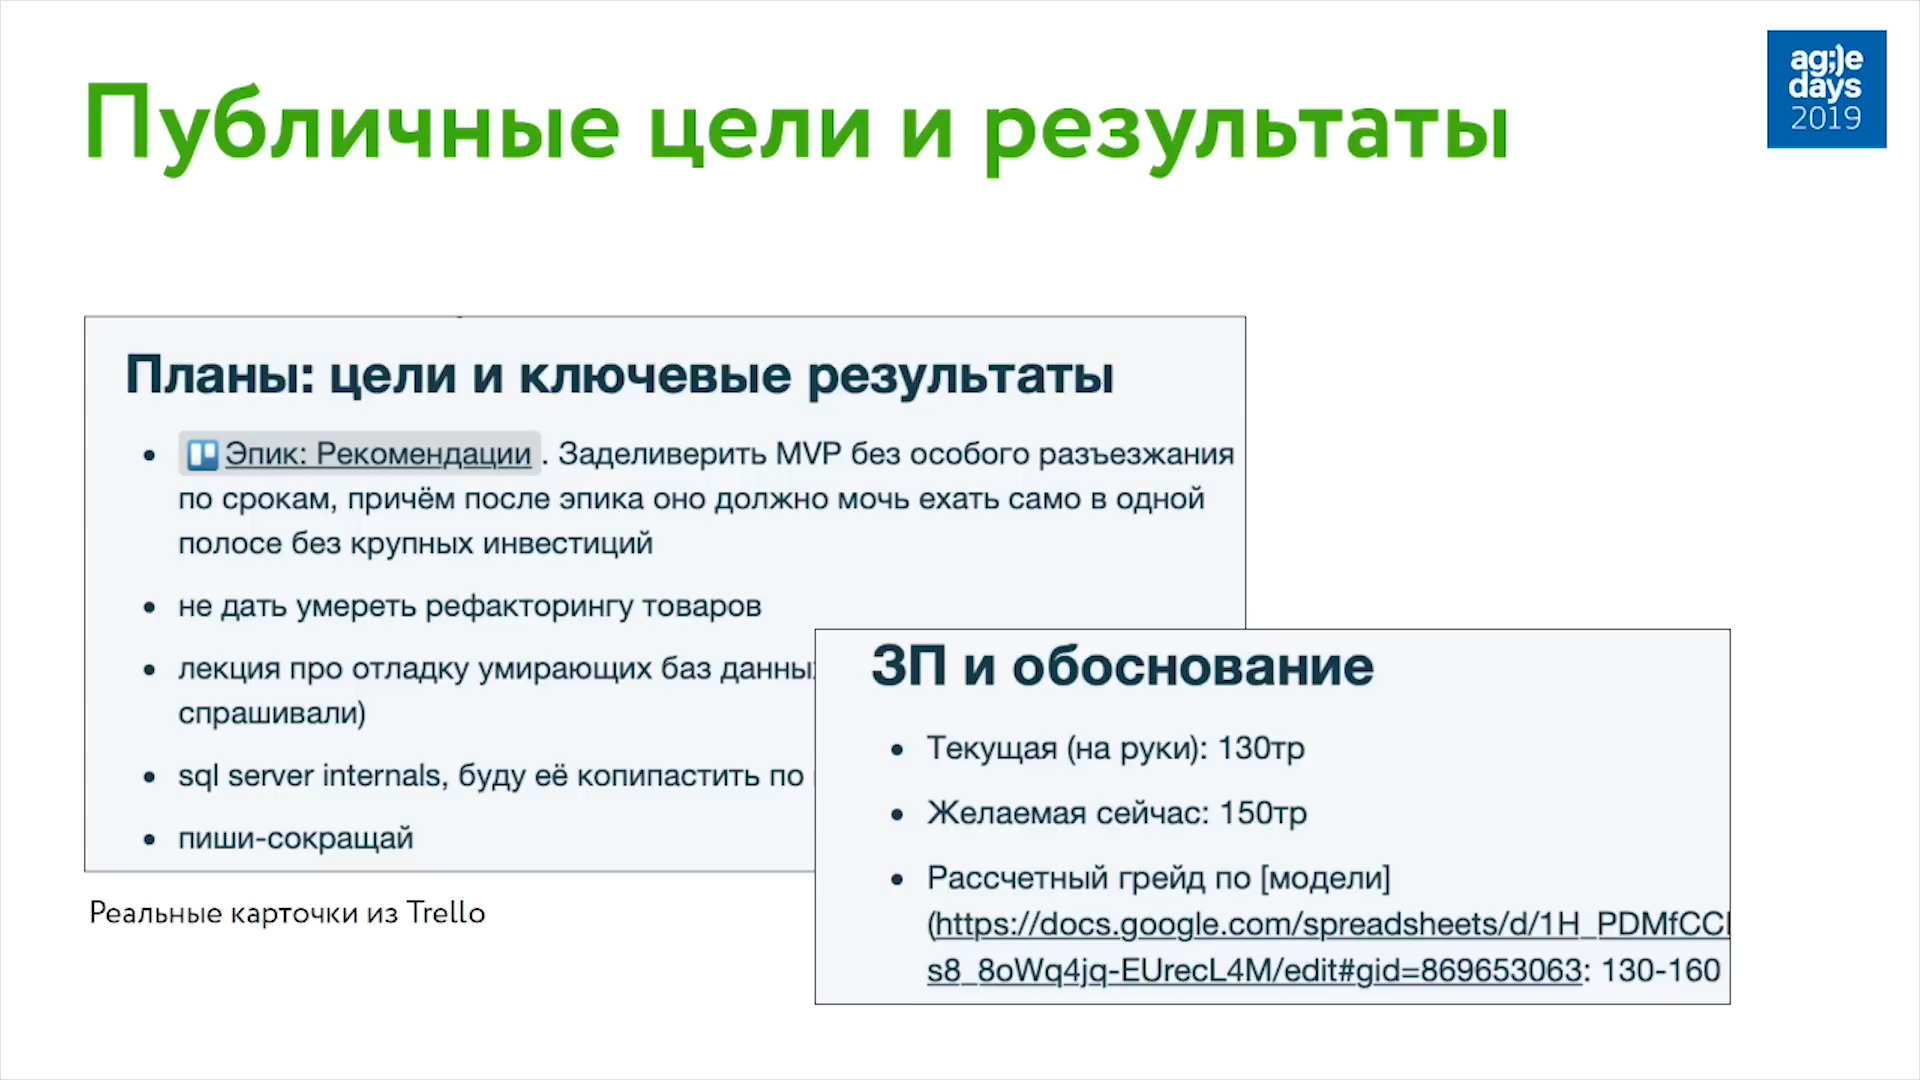 Публичные цели и результаты
ag;)e
days
2019
Планы: цели и ключевые результаты
Эпик: Рекомендации . Заделиверить MVP без особого разъезжания
по срокам, причём после эпика оно должно мочь ехать само в одной
полосе без крупных инвестиций
не дать умереть рефакторингу товаров
лекция про отладку умирающих баз данных
спрашивали)
sql server internals, буду её копипастить по
пиши-сокращай
Реальные карточки из Trello
ЗП и обоснование
Текущая (на руки): 130тр
Желаемая сейчас: 150тр
Рассчетный грейд по [модели]
(https://docs.google.com/spreadsheets/d/1H_PDMfCC
s8_8oWq4jq-EUrecL4M/edit#gid=869653063: 130-160